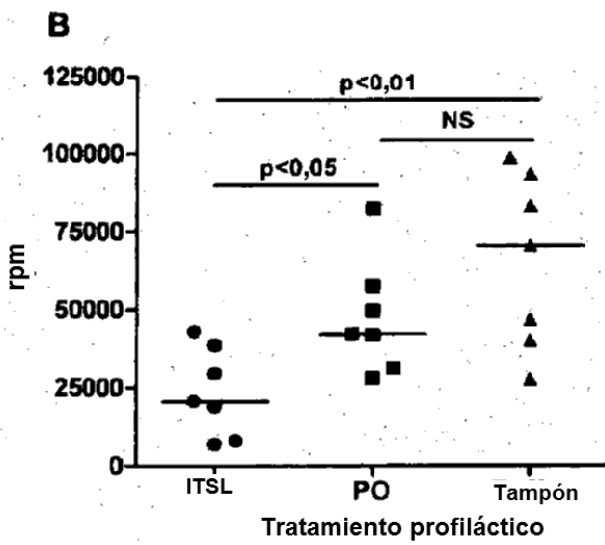 B
125000
p<0,01
NS
100000
p<0,05
75000
rpm
50000
25000
0
ITSL
PO
Tampón
Tratamiento profiláctico